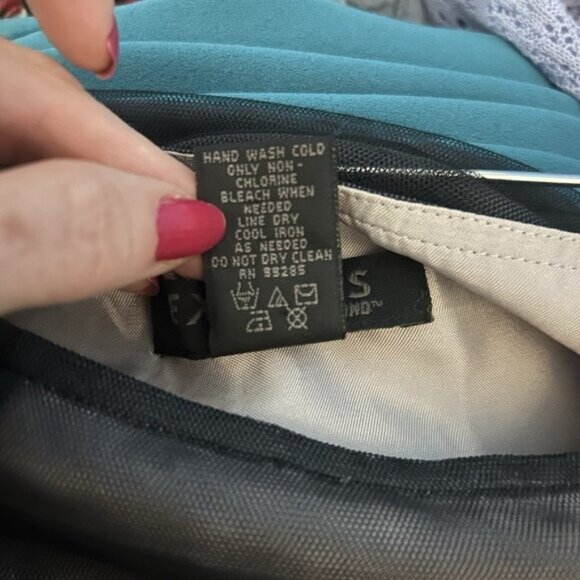 HAND WASH COLD
ONLY NON-
CHLORINE
BLEACH WHEN
NEEDED
LINE DRY
COOL IRON
AS NEEDED
DO NOT DRY CLEAN
RN 99285